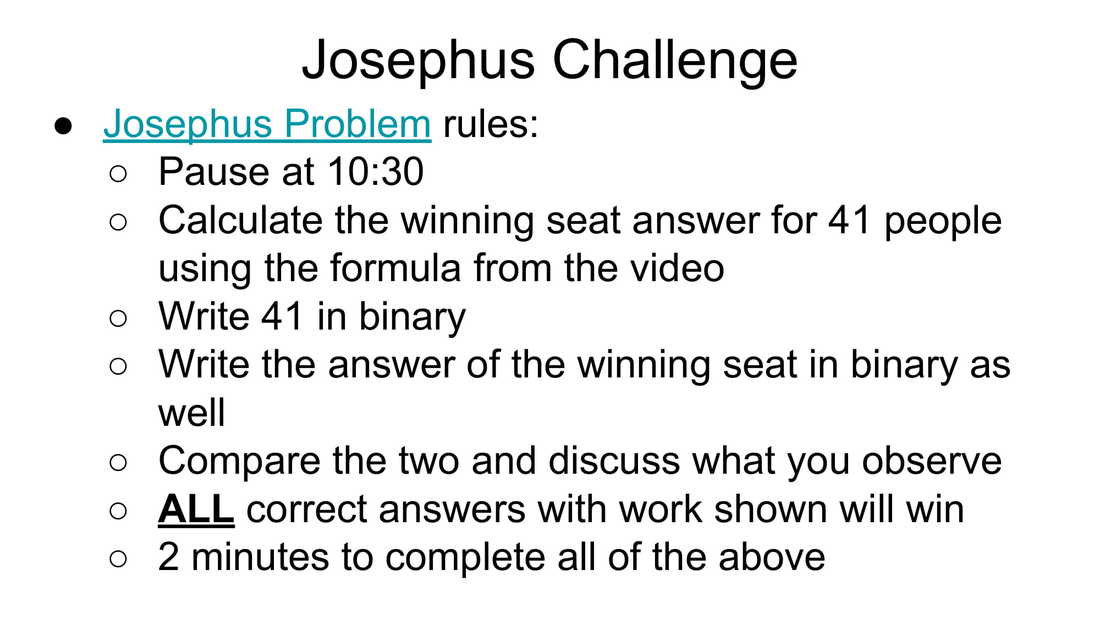 Josephus Challenge
● Josephus Problem rules:
○ Pause at 10:30
○ Calculate the winning seat answer for 41 people
using the formula from the video
○ Write 41 in binary
○ Write the answer of the winning seat in binary as
well
○ Compare the two and discuss what you observe
○ ALL correct answers with work shown will win
○ 2 minutes to complete all of the above